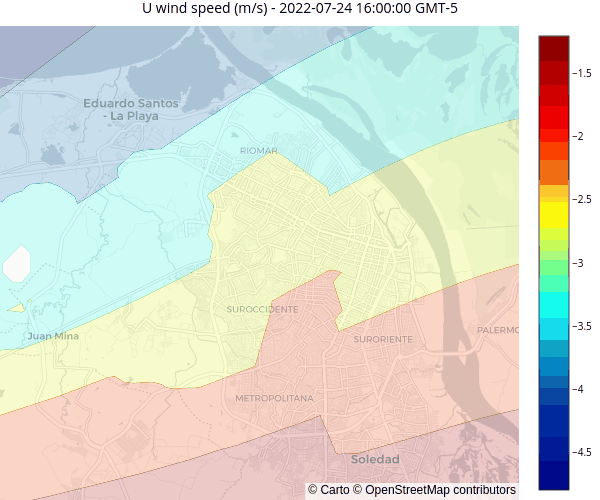 U wind speed (m/s) - 2022-07-24 16:00:00 GMT-5
Eduardo Santos
- La Playa
RIOMAR
SUROCCIDENTE
Juan Mina
SURORIENTE
PALERMO
METROPOLITANA
Soledad
© Carto © OpenStreetMap contributors
−1.5
−2
−2.5
−3
−3.5
−4
−4.5